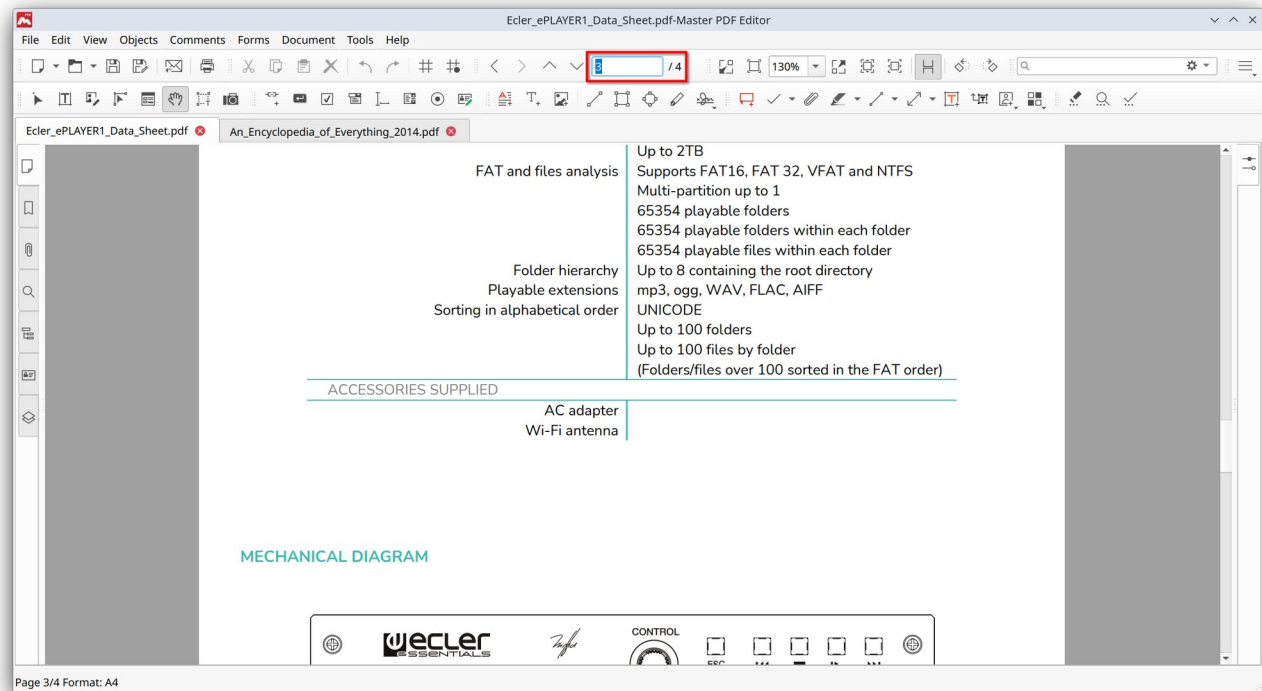 Ecler_ePLAYER1_Data_Sheet.pdf-Master PDF Editor
File Edit View Objects Comments Forms Document Tools Help
3 / 4 130%
Ecler_ePLAYER1_Data_Sheet.pdf An_Encyclopedia_of_Everything_2014.pdf
Up to 2TB
FAT and files analysis Supports FAT16, FAT 32, VFAT and NTFS
Multi-partition up to 1
65354 playable folders
65354 playable folders within each folder
65354 playable files within each folder
Folder hierarchy Up to 8 containing the root directory
Playable extensions mp3, ogg, WAV, FLAC, AIFF
Sorting in alphabetical order UNICODE
Up to 100 folders
Up to 100 files by folder
(Folders/files over 100 sorted in the FAT order)
ACCESSORIES SUPPLIED
AC adapter
Wi-Fi antenna
MECHANICAL DIAGRAM
ecler CONTROL
ESSENTIALS
ESC
Page 3/4 Format: A4